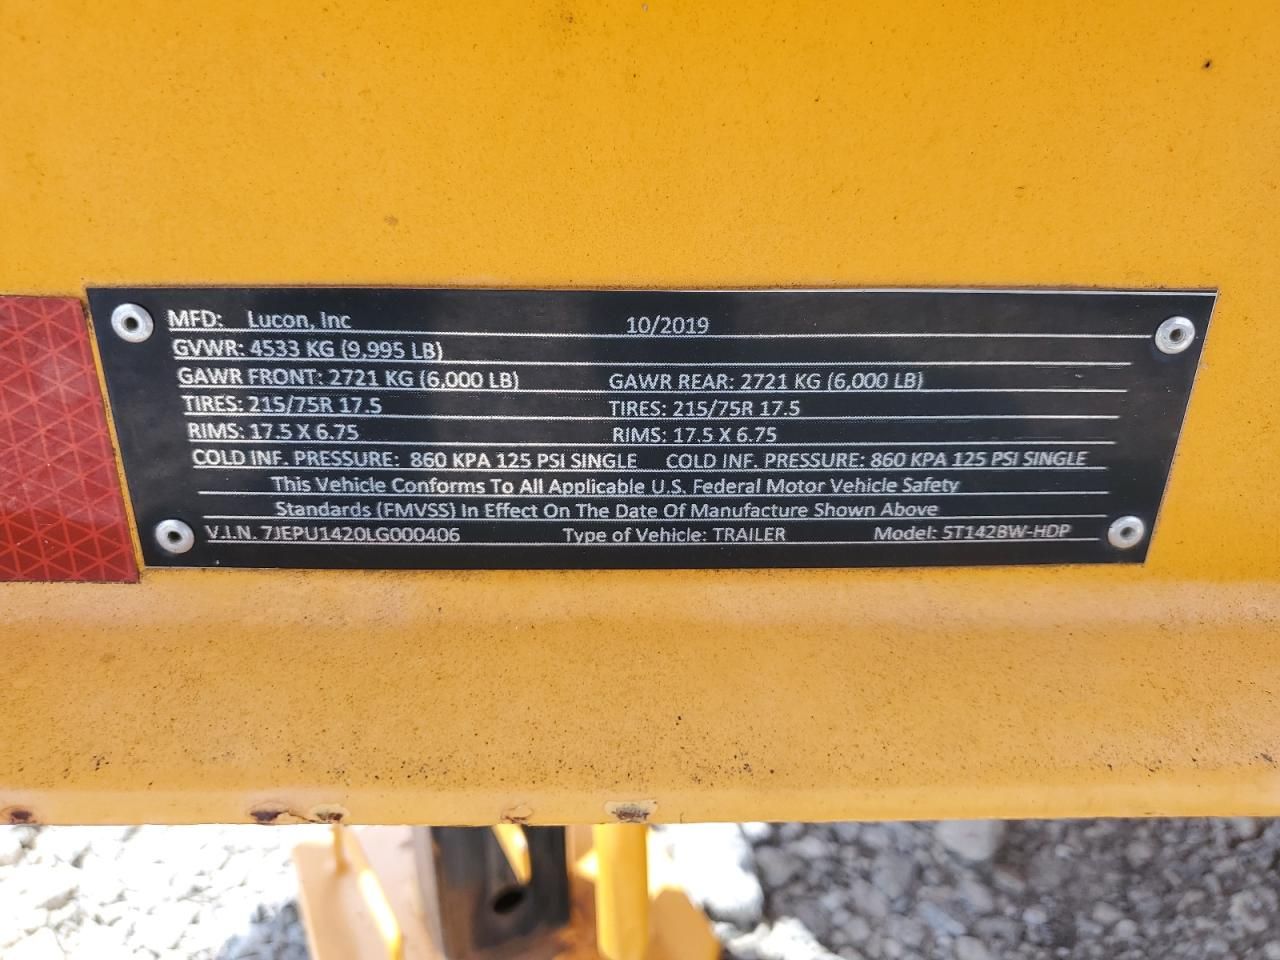 MFD: Lucon, Inc 10/2019
GVWR: 4533 KG (9,995 LB)
GAWR FRONT: 2721 KG (6,000 LB) GAWR REAR: 2721 KG (6,000 LB)
TIRES: 215/75R 17.5 TIRES: 215/75R 17.5
RIMS: 17.5 X 6.75 RIMS: 17.5 X 6.75
COLD INF. PRESSURE: 860 KPA 125 PSI SINGLE COLD INF. PRESSURE: 860 KPA 125 PSI SINGLE
This Vehicle Conforms To All Applicable U.S. Federal Motor Vehicle Safety
Standards (FMVSS) In Effect On The Date Of Manufacture Shown Above
V.I.N. 7JEPU1420LG000406 Type of Vehicle: TRAILER Model: ST142BW-HDP